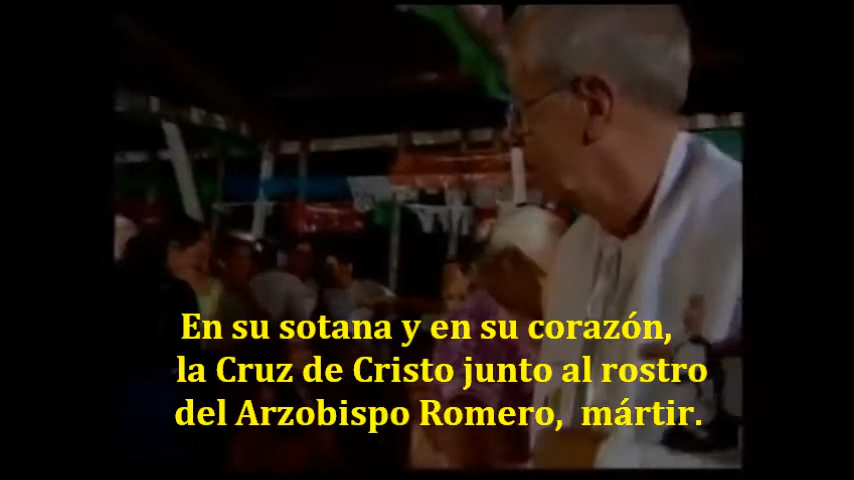 En su sotana y en su corazón,
la Cruz de Cristo junto al rostro
del Arzobispo Romero, mártir.